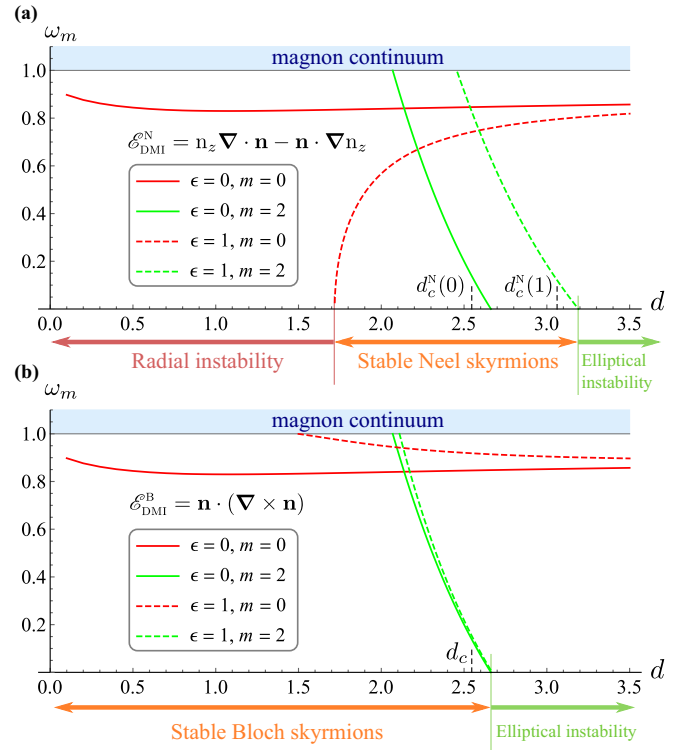 (a)
ω_m
magnon continuum
1.0
0.8
ℰ^N_DMI = n_z ∇ · n − n · ∇n_z
ϵ = 0, m = 0
0.6
ϵ = 0, m = 2
0.4
ϵ = 1, m = 0
ϵ = 1, m = 2
d_c^N(0) d_c^N(1)
0.2
d
0.0 0.5 1.0 1.5 2.0 2.5 3.0 3.5
Radial instability Stable Neel skyrmions Elliptical
instability
(b)
ω_m
magnon continuum
1.0
0.8
ℰ^B_DMI = n · (∇ × n)
ϵ = 0, m = 0
0.6
ϵ = 0, m = 2
0.4
ϵ = 1, m = 0
ϵ = 1, m = 2
0.2
d_c
d
0.0 0.5 1.0 1.5 2.0 2.5 3.0 3.5
Stable Bloch skyrmions Elliptical instability